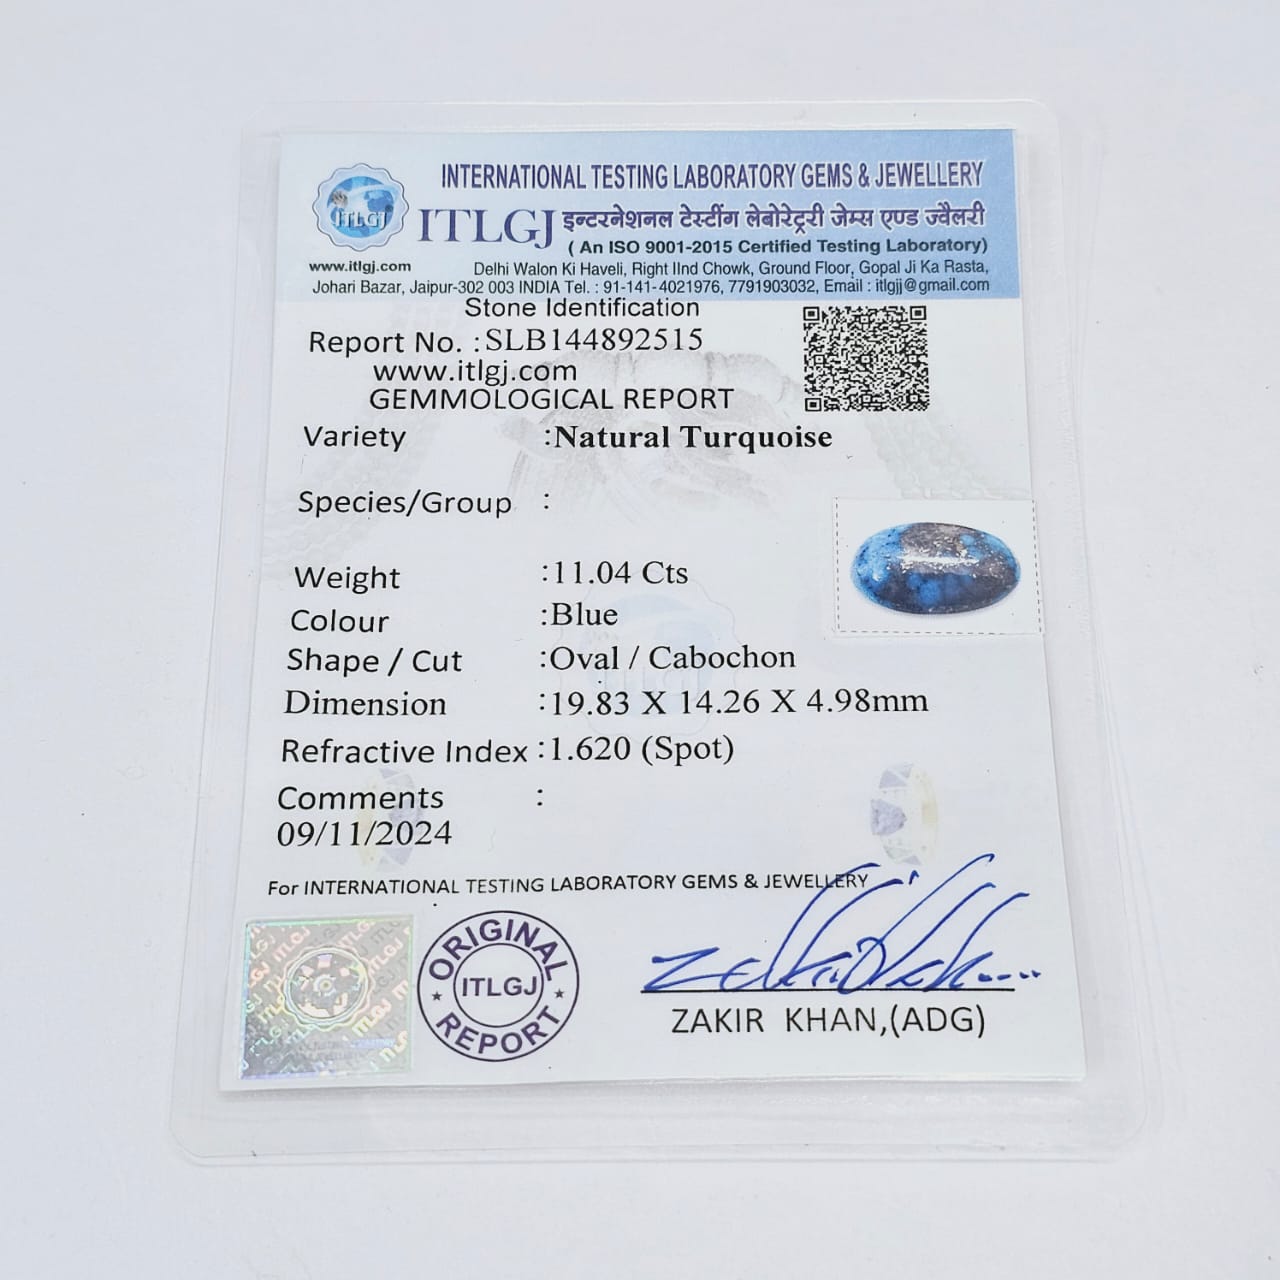 INTERNATIONAL TESTING LABORATORY GEMS & JEWELLERY
ITLGJ
ITLGJ इन्टरनेशनल टेस्टींग लेबोरेट्ररी जेम्स एण्ड ज्वैलरी
( An ISO 9001-2015 Certified Testing Laboratory)
www.itlgj.com Delhi Walon Ki Haveli, Right IInd Chowk, Ground Floor, Gopal Ji Ka Rasta,
Johari Bazar, Jaipur-302 003 INDIA Tel. : 91-141-4021976, 7791903032, Email : itlgjj@gmail.com
Stone Identification
Report No. :SLB144892515
www.itlgj.com
GEMMOLOGICAL REPORT
Variety :Natural Turquoise
Species/Group :
Weight :11.04 Cts
Colour :Blue
Shape / Cut :Oval / Cabochon
Dimension :19.83 X 14.26 X 4.98mm
Refractive Index :1.620 (Spot)
Comments :
09/11/2024
For INTERNATIONAL TESTING LABORATORY GEMS & JEWELLERY
ORIGINAL
ITLGJ
REPORT
ZAKIR KHAN,(ADG)